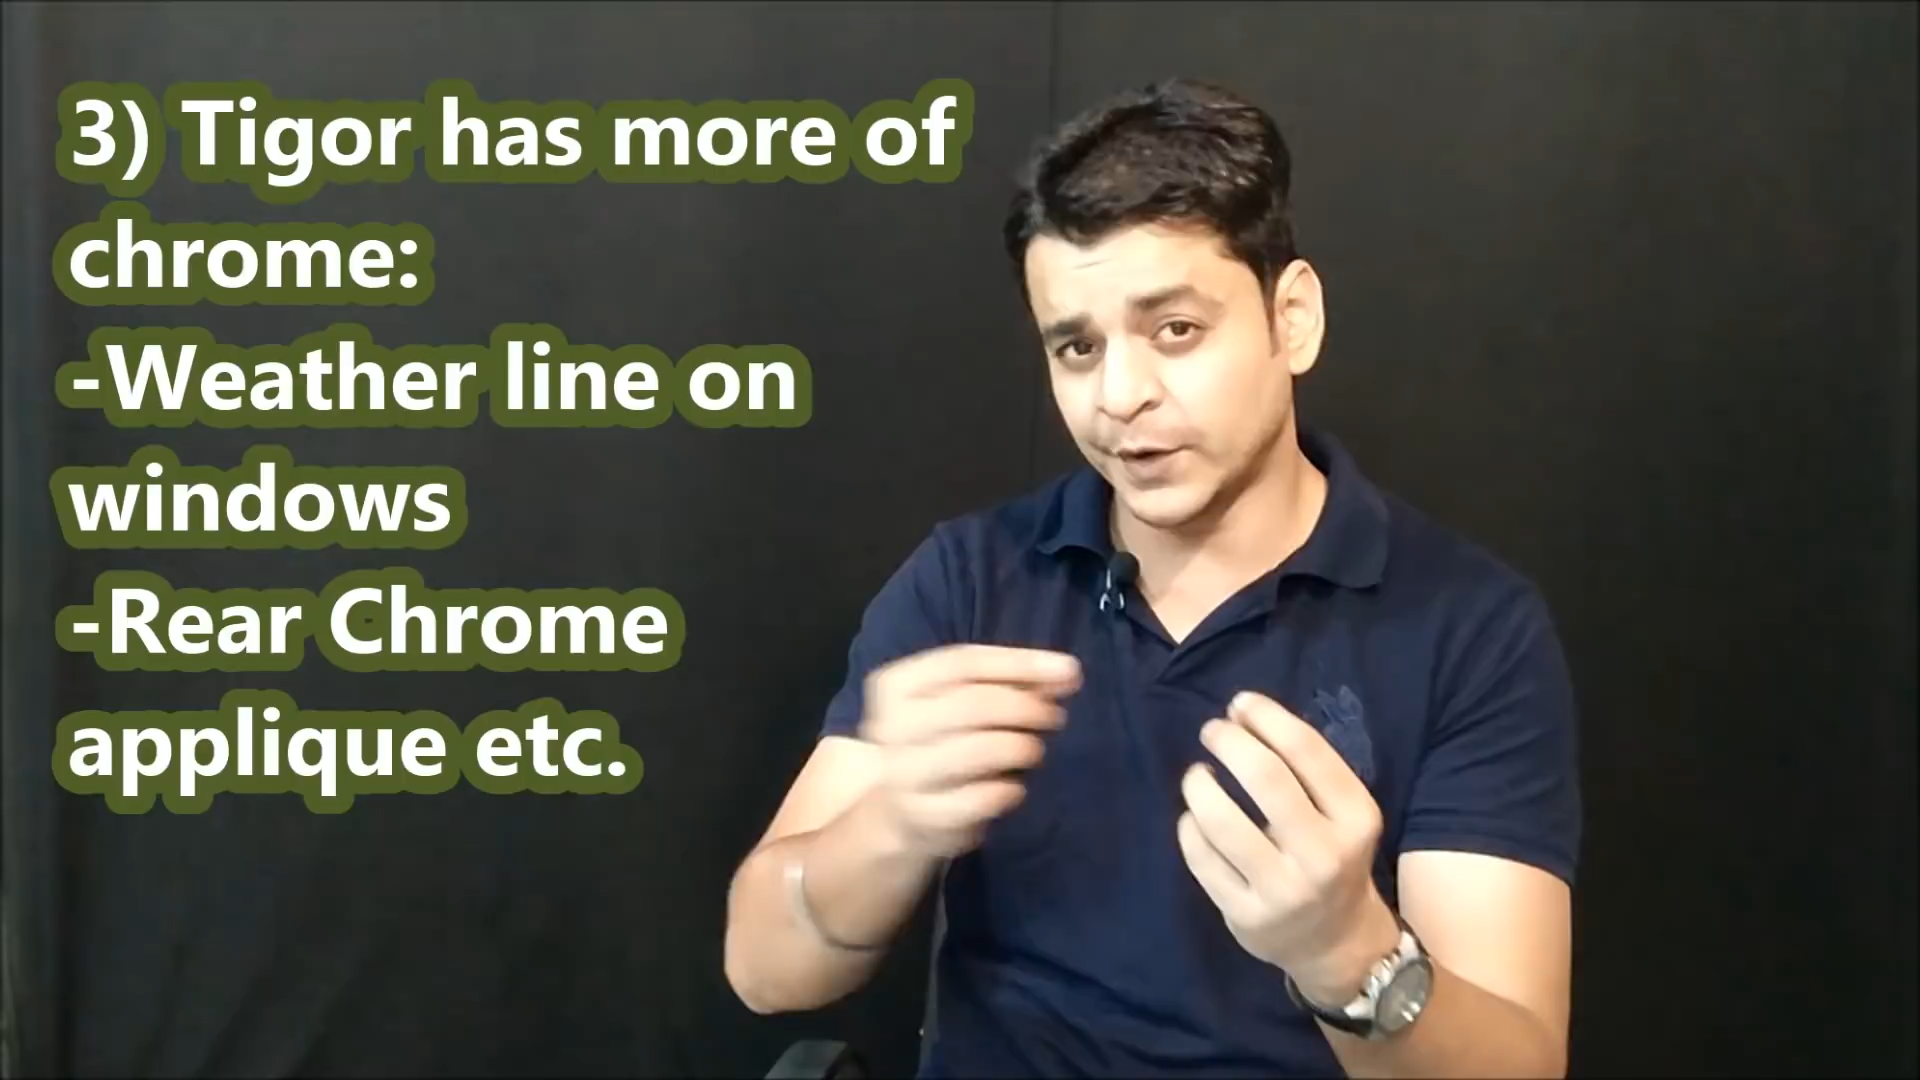 3) Tigor has more of
chrome:
-Weather line on
windows
-Rear Chrome
applique etc.